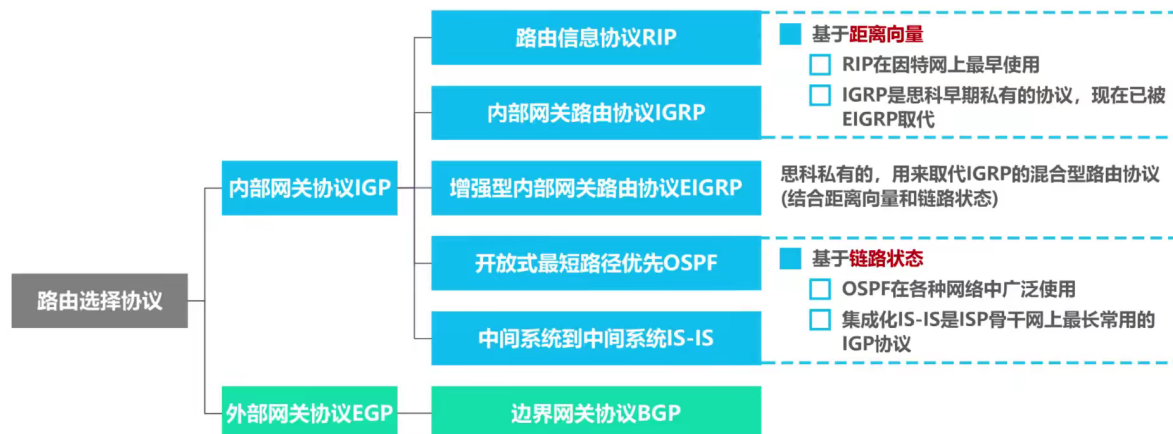 路由信息协议RIP
基于距离向量
RIP在因特网上最早使用
IGRP是思科早期私有的协议，现在已被
EIGRP取代
内部网关路由协议IGRP
内部网关协议IGP
增强型内部网关路由协议EIGRP
思科私有的，用来取代IGRP的混合型路由协议
(结合距离向量和链路状态)
开放式最短路径优先OSPF
基于链路状态
OSPF在各种网络中广泛使用
集成化IS-IS是ISP骨干网上最长常用的
IGP协议
路由选择协议
中间系统到中间系统IS-IS
外部网关协议EGP
边界网关协议BGP